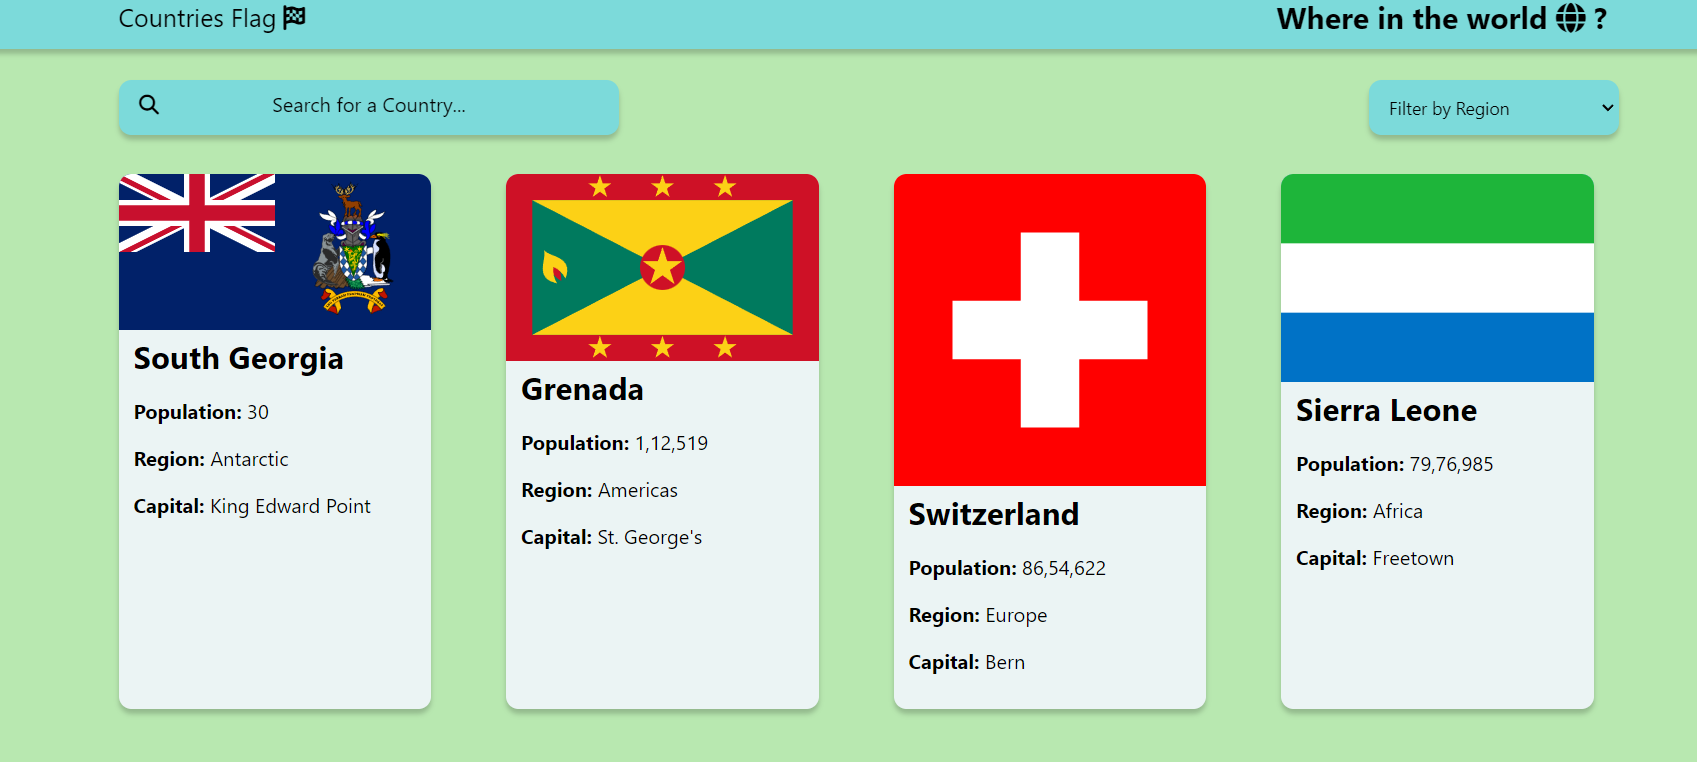 Countries Flag
Where in the world ?
Search for a Country...
Filter by Region
South Georgia
Population: 30
Region: Antarctic
Capital: King Edward Point
Grenada
Population: 1,12,519
Region: Americas
Capital: St. George's
Switzerland
Population: 86,54,622
Region: Europe
Capital: Bern
Sierra Leone
Population: 79,76,985
Region: Africa
Capital: Freetown